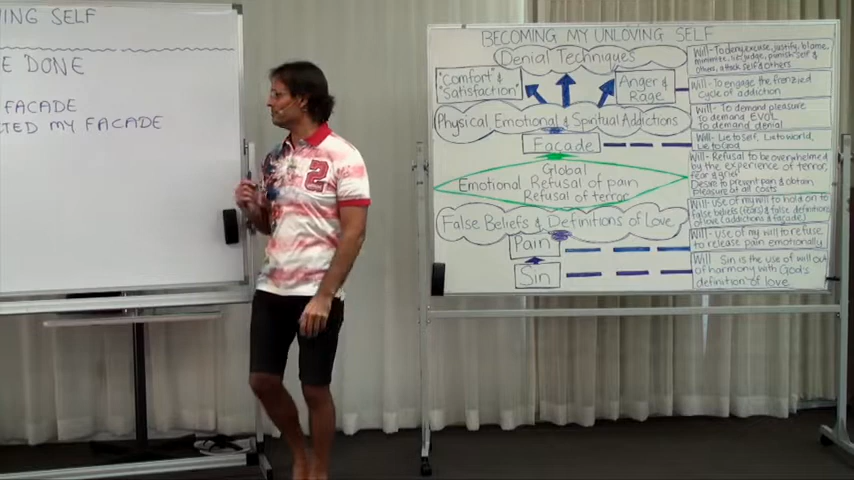 ING SELF
E DONE
FACADE
TED MY FACADE
2
BECOMING MY UNLOVING SELF
Denial Techniques
Comfort &
Satisfaction
Anger &
Rage
Physical, Emotional & Spiritual Addictions
Facade
Global
Emotional Refusal of pain
Refusal of terror
False Beliefs & Definitions of Love
Pain
Sin
Will- To deny, excuse, justify, blame,
minimise, judge, punish self &
others, attack self & others
Will- To engage the frenzied
cycle of addiction
Will- To demand pleasure
to demand EVOL
To demand denial
Will- Lie to self, Lie to world,
Lie to God
Will- Refusal to be overwhelmed
by the experience of terror,
fear & grief
Desire to prevent pain & obtain
pleasure at all costs
Will- Use of my will to hold on to
false beliefs (fears) & false definitions
of love (addictions & facade)
Will- Use of my will to refuse
to release pain emotionally
Will- Sin is the use of will out
of harmony with God's
definition of love